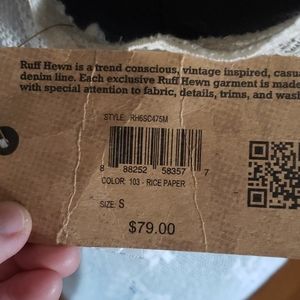 Ruff Hewn is a trend conscious, vintage inspired, casu
denim line. Each exclusive Ruff Hewn garment is made
with special attention to fabric, details, trims, and wash
STYLE: RH6SC475M
8 88252 58357 7
COLOR: 103 - RICE PAPER
SIZE: S
$79.00